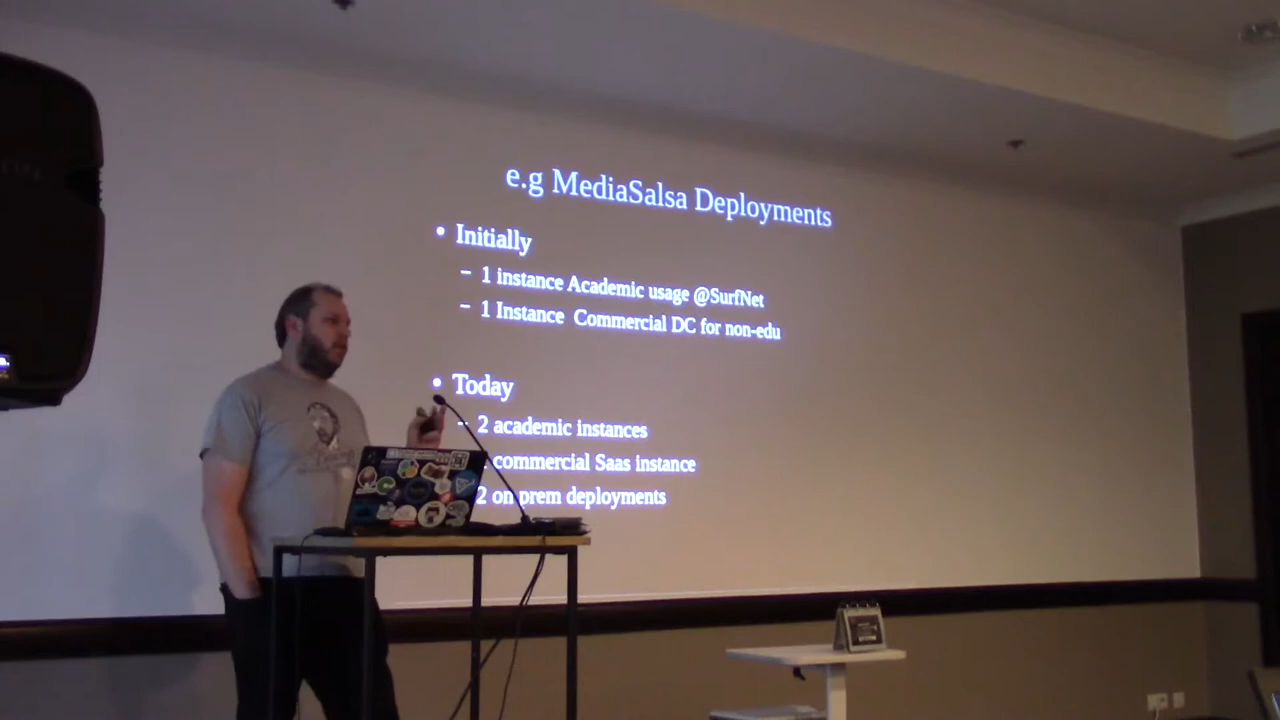 e.g MediaSalsa Deployments
• Initially
– 1 instance Academic usage @SurfNet
– 1 Instance Commercial DC for non-edu
• Today
– 2 academic instances
commercial Saas instance
2 on prem deployments